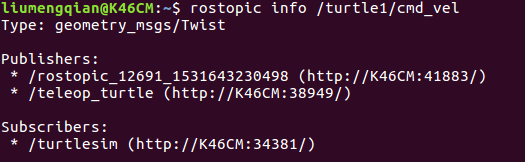 liumengqian@K46CM:~$ rostopic info /turtle1/cmd_vel
Type: geometry_msgs/Twist
Publishers:
* /rostopic_12691_1531643230498 (http://K46CM:41883/)
* /teleop_turtle (http://K46CM:38949/)
Subscribers:
* /turtlesim (http://K46CM:34381/)